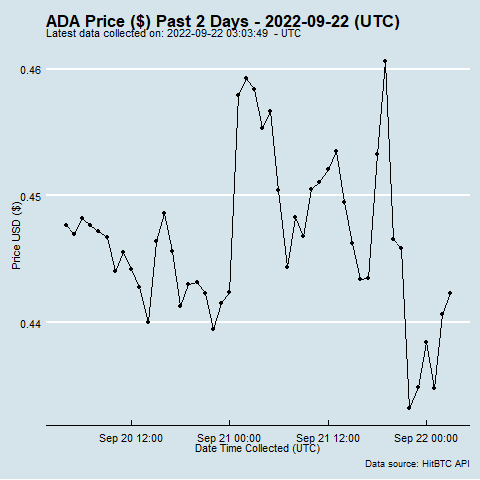 ADA Price ($) Past 2 Days - 2022-09-22 (UTC)
Latest data collected on: 2022-09-22 03:03:49 - UTC
0.46
0.45
0.44
Price USD ($)
Sep 20 12:00
Sep 21 00:00
Sep 21 12:00
Sep 22 00:00
Date Time Collected (UTC)
Data source: HitBTC API